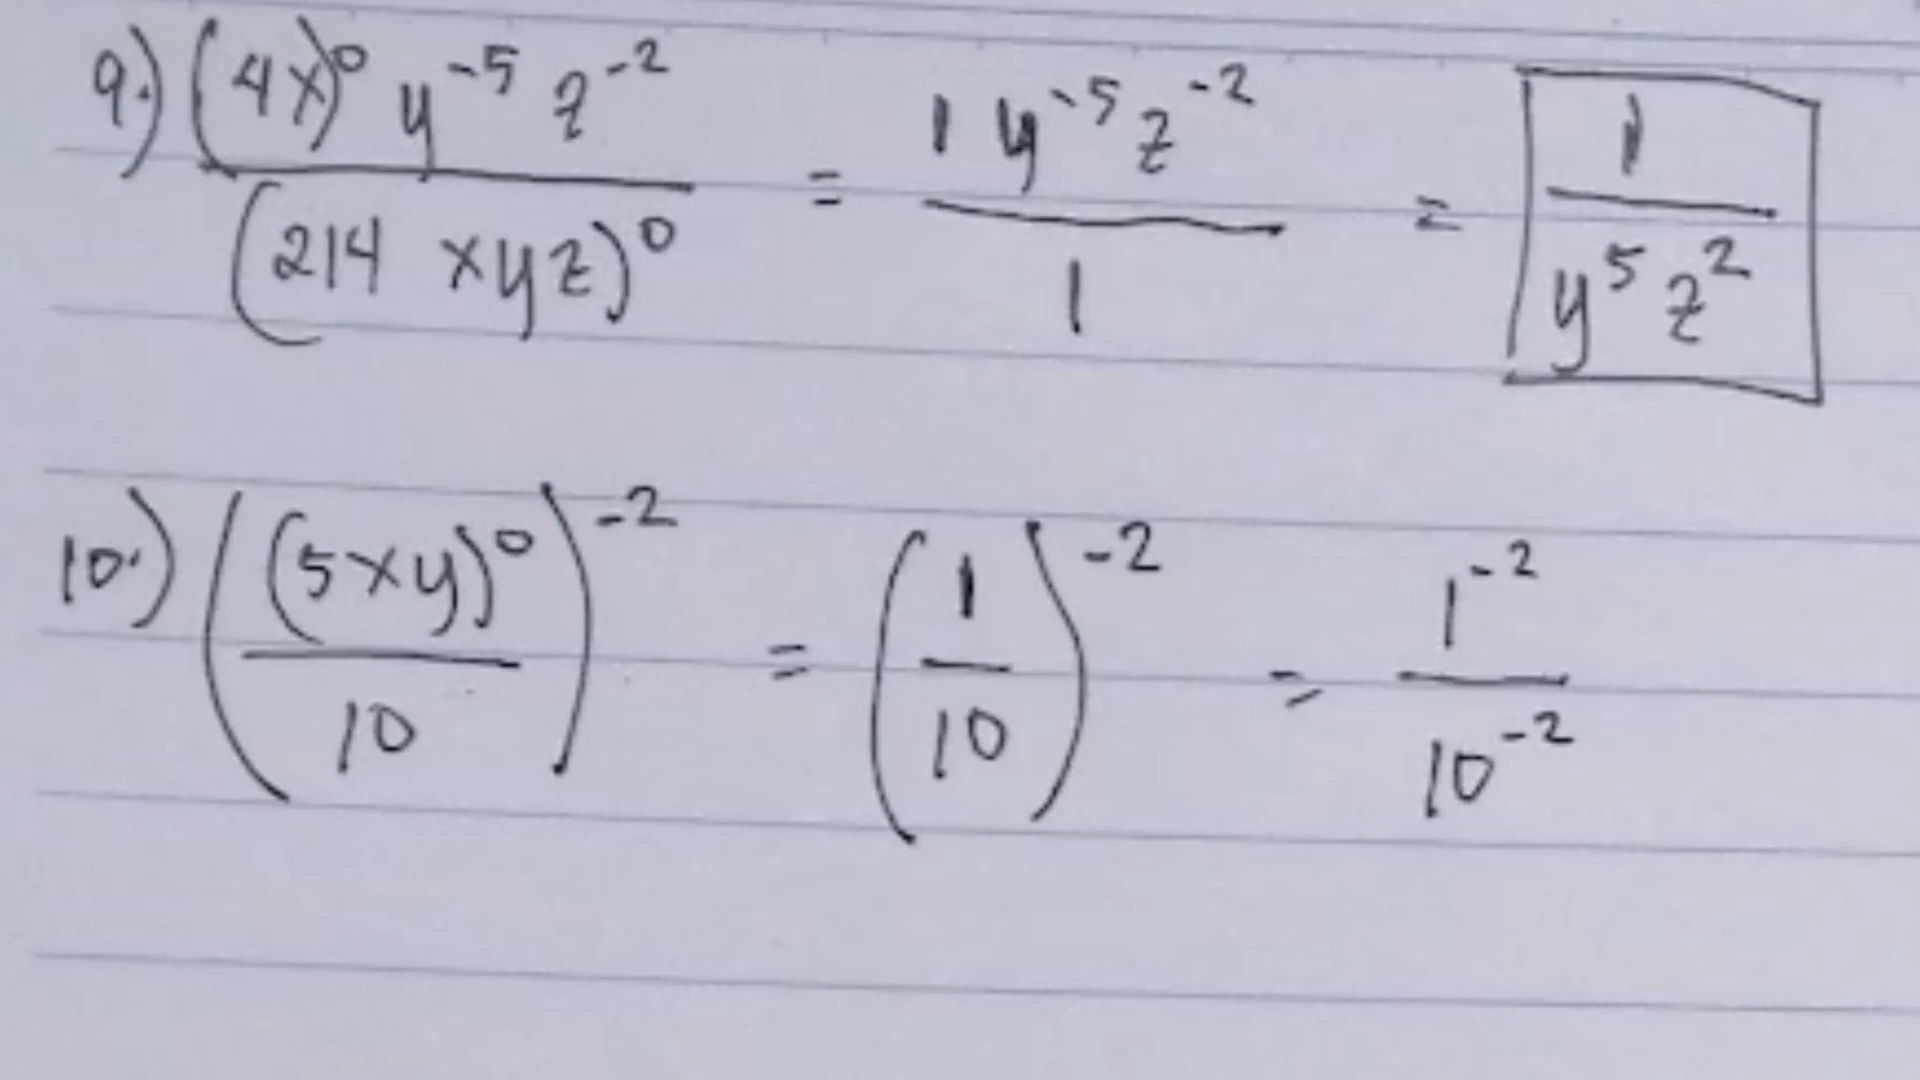 9.) (4x)⁰ y⁻⁵ z⁻² / (214 xyz)⁰ = 1 y⁻⁵ z⁻² / 1 = 1 / y⁵ z²
10.) ((5xy)⁰ / 10)⁻² = (1 / 10)⁻² = 1⁻² / 10⁻²